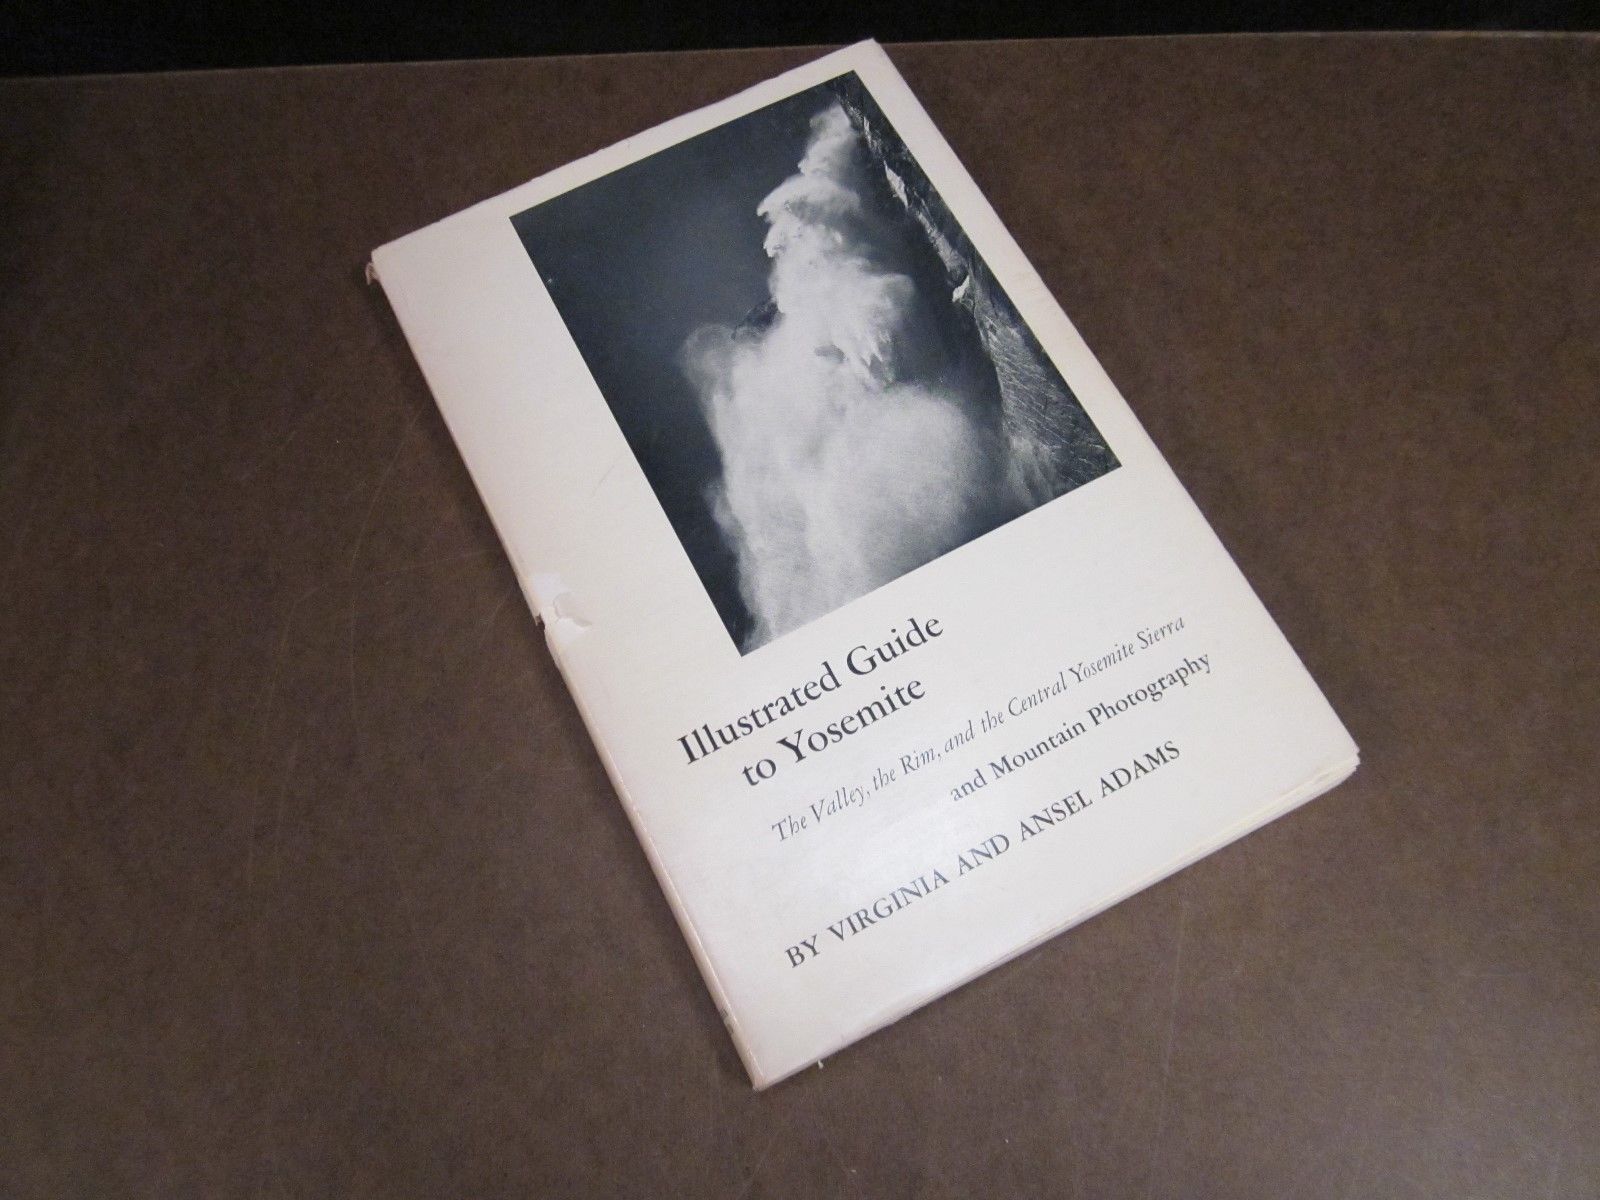 Illustrated Guide
to Yosemite
The Valley, the Rim, and the Central Yosemite Sierra
and Mountain Photography
BY VIRGINIA AND ANSEL ADAMS